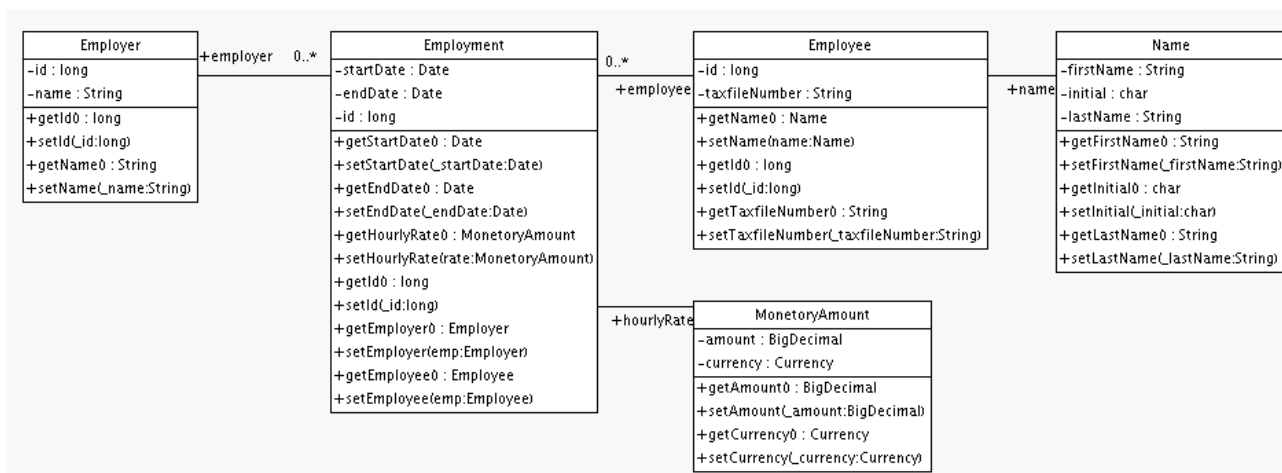 Employer
-id : long
-name : String
+getId() : long
+setId(_id:long)
+getName() : String
+setName(_name:String)
+employer 0..*
Employment
-startDate : Date
-endDate : Date
-id : long
+getStartDate() : Date
+setStartDate(_startDate:Date)
+getEndDate() : Date
+setEndDate(_endDate:Date)
+getHourlyRate() : MonetoryAmount
+setHourlyRate(rate:MonetoryAmount)
+getId() : long
+setId(_id:long)
+getEmployer() : Employer
+setEmployer(emp:Employer)
+getEmployee() : Employee
+setEmployee(emp:Employee)
0..*
+employee
Employee
-id : long
-taxfileNumber : String
+getName() : Name
+setName(name:Name)
+getId() : long
+setId(_id:long)
+getTaxfileNumber() : String
+setTaxfileNumber(_taxfileNumber:String)
+name
Name
-firstName : String
-initial : char
-lastName : String
+getFirstName() : String
+setFirstName(_firstName:String)
+getInitial() : char
+setInitial(_initial:char)
+getLastName() : String
+setLastName(_lastName:String)
+hourlyRate
MonetoryAmount
-amount : BigDecimal
-currency : Currency
+getAmount() : BigDecimal
+setAmount(_amount:BigDecimal)
+getCurrency() : Currency
+setCurrency(_currency:Currency)